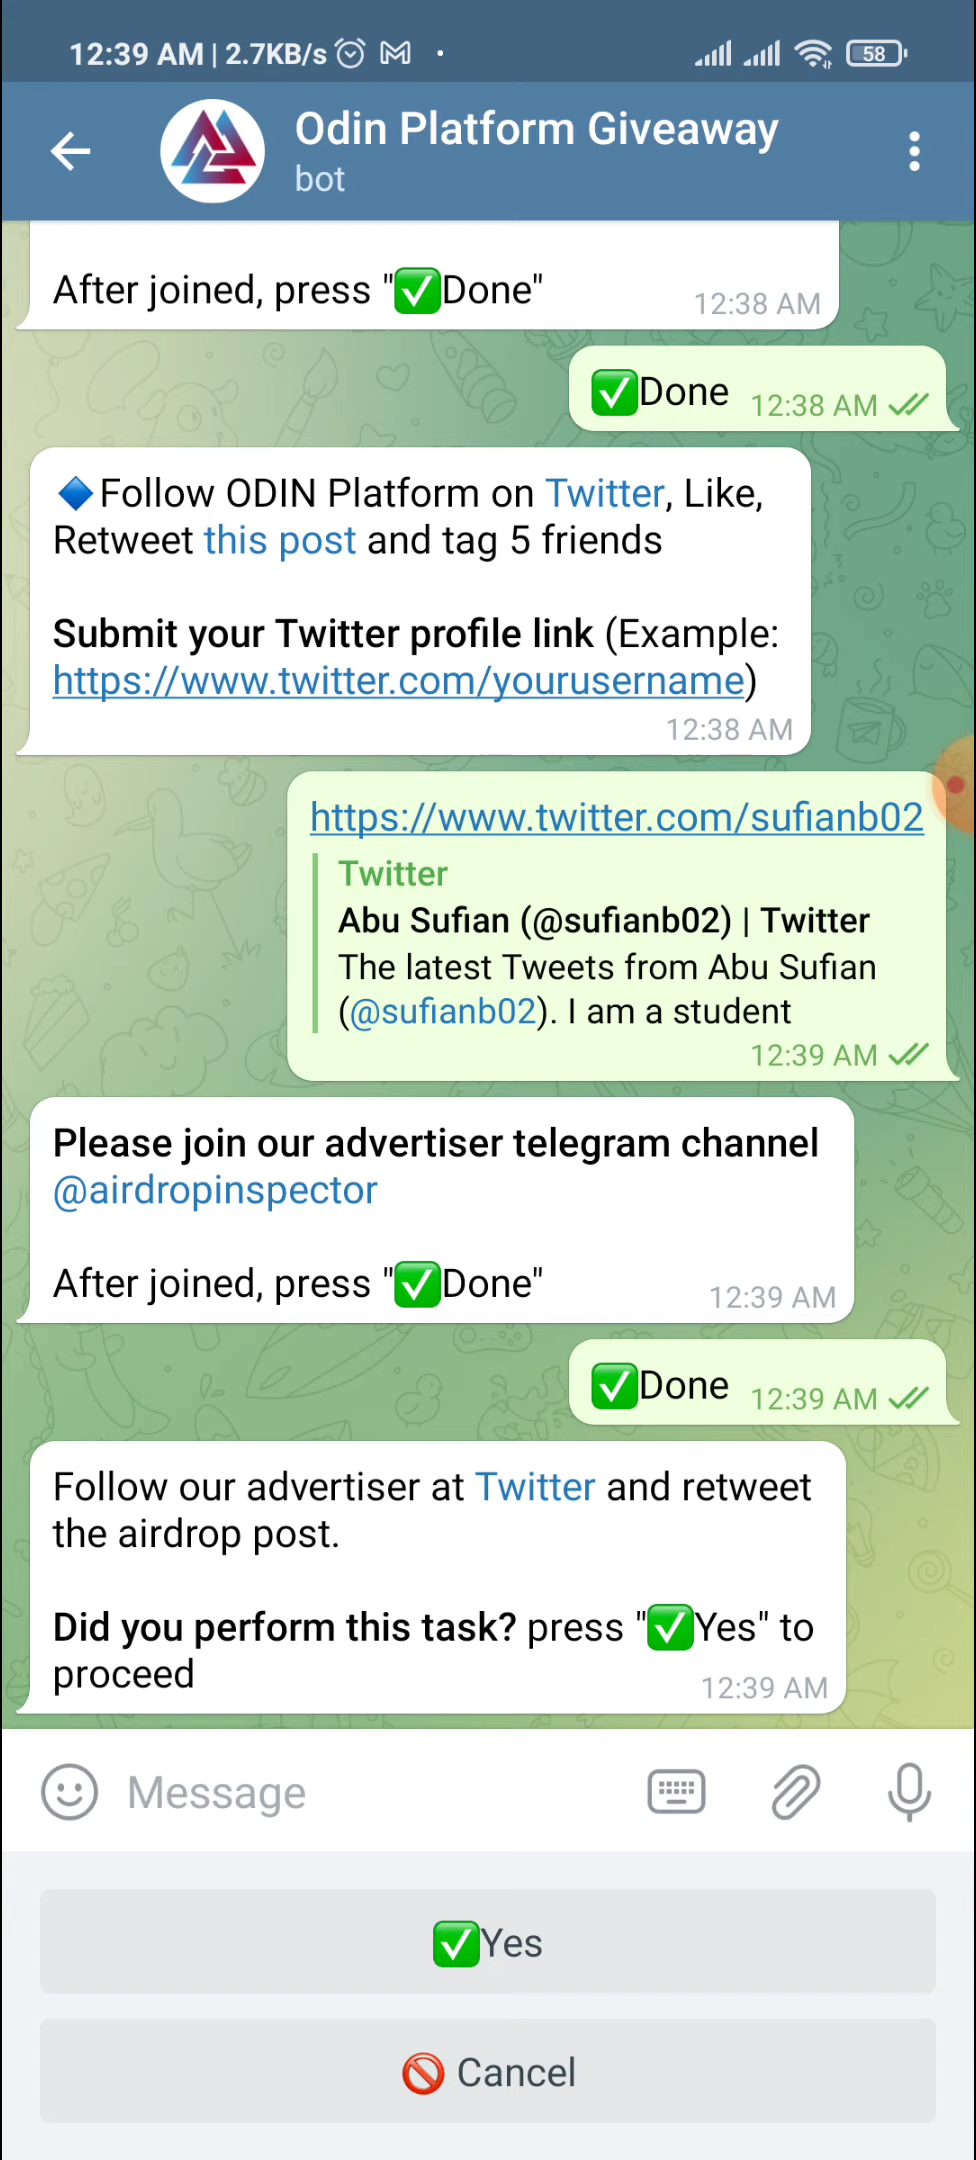 12:39 AM | 2.7KB/s
58
Odin Platform Giveaway
bot
After joined, press "✅Done"
12:38 AM
✅Done 12:38 AM
🔷Follow ODIN Platform on Twitter, Like,
Retweet this post and tag 5 friends
Submit your Twitter profile link (Example:
https://www.twitter.com/yourusername)
12:38 AM
https://www.twitter.com/sufianb02
Twitter
Abu Sufian (@sufianb02) | Twitter
The latest Tweets from Abu Sufian
(@sufianb02). I am a student
12:39 AM
Please join our advertiser telegram channel
@airdropinspector
After joined, press "✅Done"
12:39 AM
✅Done 12:39 AM
Follow our advertiser at Twitter and retweet
the airdrop post.
Did you perform this task? press "✅Yes" to
proceed
12:39 AM
Message
✅Yes
🚫 Cancel